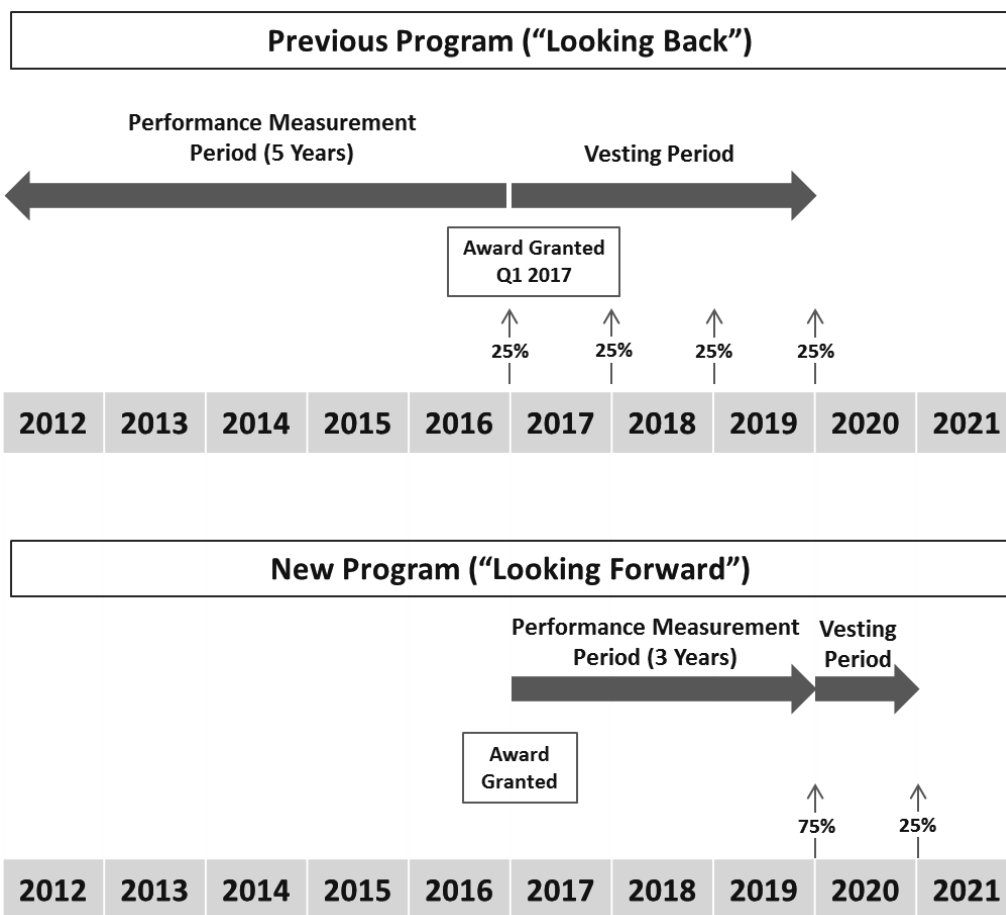 Previous Program (“Looking Back”)
Performance Measurement
Period (5 Years)
Vesting Period
Award Granted
Q1 2017
25%
25%
25%
25%
2012
2013
2014
2015
2016
2017
2018
2019
2020
2021
New Program (“Looking Forward”)
Performance Measurement
Period (3 Years)
Vesting
Period
Award
Granted
75%
25%
2012
2013
2014
2015
2016
2017
2018
2019
2020
2021